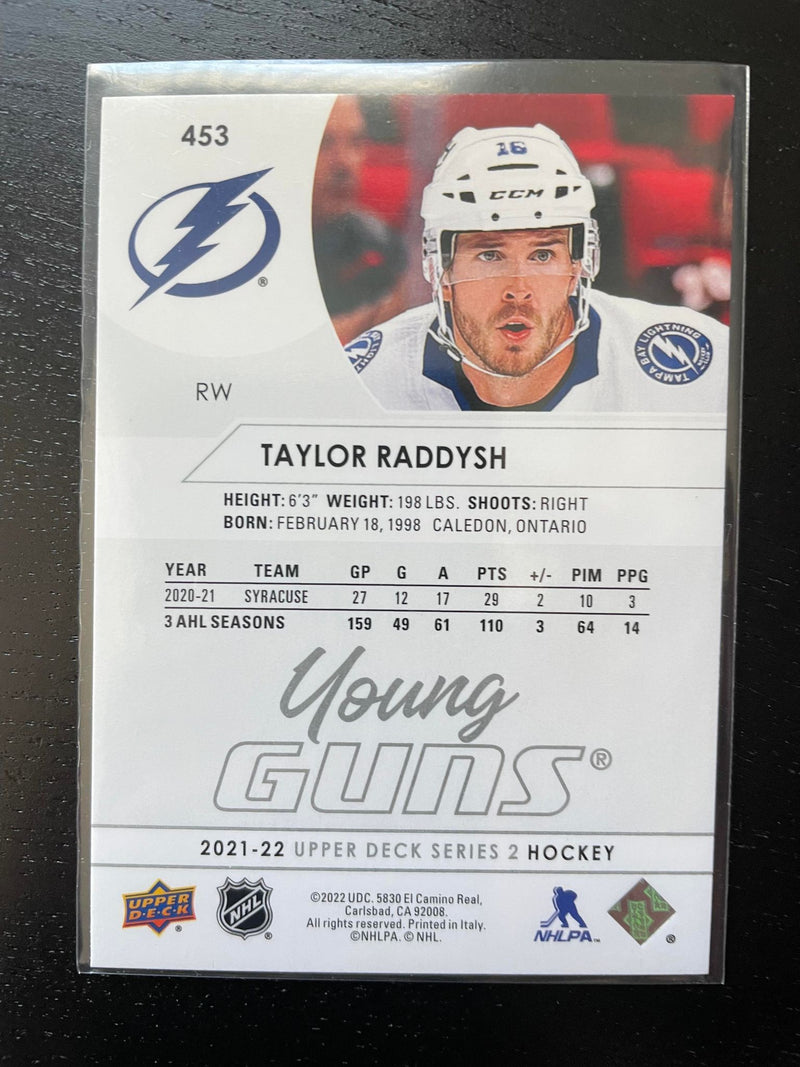 453
16
CCM
TAMPA BAY LIGHTNING
RW
TAYLOR RADDYSH
HEIGHT: 6'3" WEIGHT: 198 LBS. SHOOTS: RIGHT
BORN: FEBRUARY 18, 1998 CALEDON, ONTARIO
YEAR TEAM GP G A PTS +/- PIM PPG
2020-21 SYRACUSE 27 12 17 29 2 10 3
3 AHL SEASONS 159 49 61 110 3 64 14
Young
GUNS®
2021-22 UPPER DECK SERIES 2 HOCKEY
UPPER
D·E·C·K
®
NHL
®
©2022 UDC. 5830 El Camino Real,
Carlsbad, CA 92008.
All rights reserved. Printed in Italy.
©NHLPA. © NHL.
NHLPA™
®